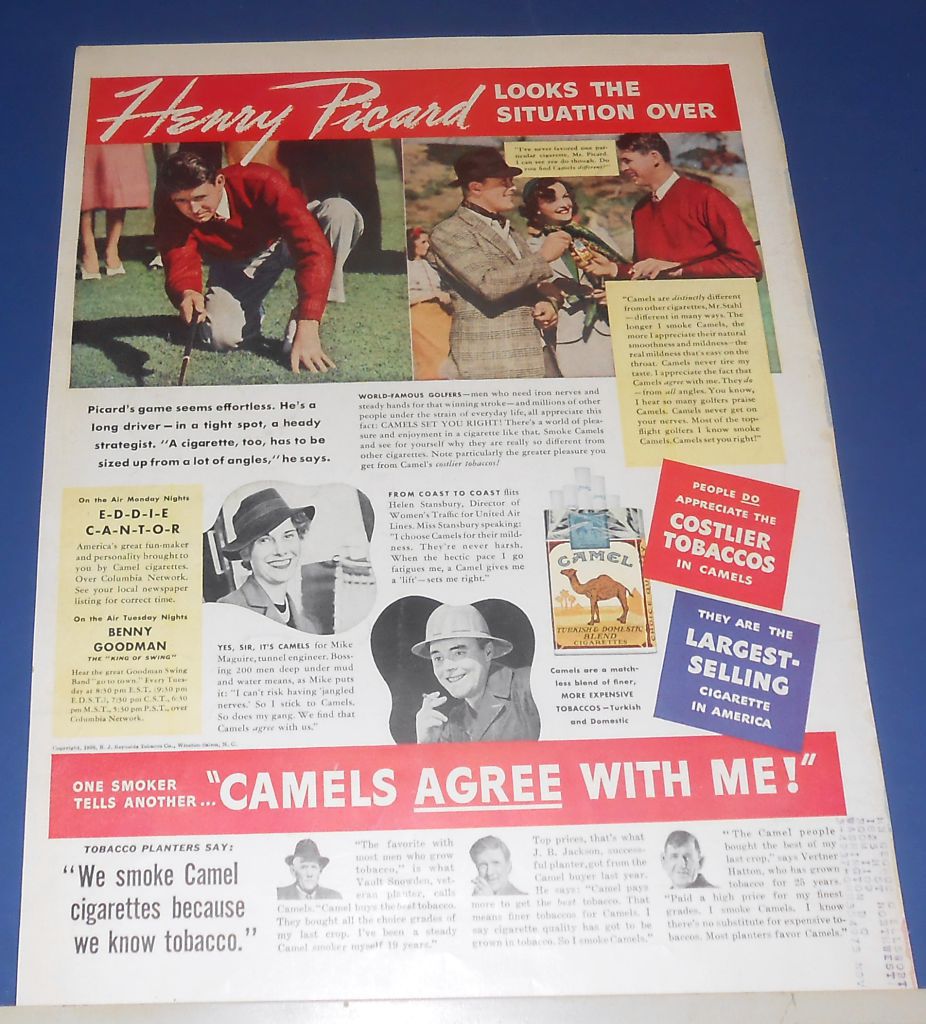 Henry Picard
LOOKS THE
SITUATION OVER
"I've never favored one par-
ticular cigarette, Mr. Picard.
I can see you do though. Do
you find Camels different?"
"Camels are distinctly different
from other cigarettes, Mr. Stahl
—different in many ways. The
longer I smoke Camels, the
more I appreciate their natural
smoothness and mildness—the
real mildness that's easy on the
throat. Camels never tire my
taste. I appreciate the fact that
Camels agree with me. They do
—from all angles. You know,
I hear so many golfers praise
Camels. Camels never get on
your nerves. Most of the top-
flight golfers I know smoke
Camels. Camels set you right!"
Picard's game seems effortless. He's a
long driver—in a tight spot, a heady
strategist. "A cigarette, too, has to be
sized up from a lot of angles," he says.
WORLD-FAMOUS GOLFERS—men who need iron nerves and
steady hands for that winning stroke—and millions of other
people under the strain of everyday life, all appreciate this
fact: CAMELS SET YOU RIGHT! There's a world of plea-
sure and enjoyment in a cigarette like that. Smoke Camels
and see for yourself why they are really so different from
other cigarettes. Note particularly the greater pleasure you
get from Camel's costlier tobaccos!
On the Air Monday Nights
E-D-D-I-E
C-A-N-T-O-R
America's great fun-maker
and personality brought to
you by Camel cigarettes.
Over Columbia Network.
See your local newspaper
listing for correct time.
On the Air Tuesday Nights
BENNY
GOODMAN
THE "KING OF SWING"
Hear the great Goodman Swing
Band "go to town." Every Tues-
day at 8:30 pm E.S.T. (9:30 pm
E.D.S.T.), 7:30 pm C.S.T., 6:30
pm M.S.T., 5:30 pm P.S.T., over
Columbia Network.
FROM COAST TO COAST flits
Helen Stansbury, Director of
Women's Traffic for United Air
Lines. Miss Stansbury speaking:
"I choose Camels for their mild-
ness. They're never harsh.
When the hectic pace I go
fatigues me, a Camel gives me
a 'lift'—sets me right."
YES, SIR, IT'S CAMELS for Mike
Maguire, tunnel engineer. Boss-
ing 200 men deep under mud
and water means, as Mike puts
it: "I can't risk having 'jangled
nerves.' So I stick to Camels.
So does my gang. We find that
Camels agree with us."
CAMEL
TURKISH & DOMESTIC
BLEND
CIGARETTES
CHOICE
Camels are a match-
less blend of finer,
MORE EXPENSIVE
TOBACCOS—Turkish
and Domestic
PEOPLE DO
APPRECIATE THE
COSTLIER
TOBACCOS
IN CAMELS
THEY ARE THE
LARGEST-
SELLING
CIGARETTE
IN AMERICA
Copyright, 1938, R. J. Reynolds Tobacco Co., Winston-Salem, N. C.
ONE SMOKER
TELLS ANOTHER...
"CAMELS AGREE WITH ME!"
TOBACCO PLANTERS SAY:
"We smoke Camel
cigarettes because
we know tobacco."
"The favorite with
most men who grow
tobacco," is what
Vault Snowden, vet-
eran planter, calls
Camels. "Camel buys the best tobacco.
They bought all the choice grades of
my last crop. I've been a steady
Camel smoker myself 19 years."
Top prices, that's what
J. B. Jackson, success-
ful planter, got from the
Camel buyer last year.
He says: "Camel pays
more to get the best tobacco. That
means finer tobaccos for Camels. I
say cigarette quality has got to be
grown in tobacco. So I smoke Camels."
"The Camel people
bought the best of my
last crop," says Vertner
Hatton, who has grown
tobacco for 25 years.
"Paid a high price for my finest
grades. I smoke Camels. I know
there's no substitute for expensive to-
baccos. Most planters favor Camels."